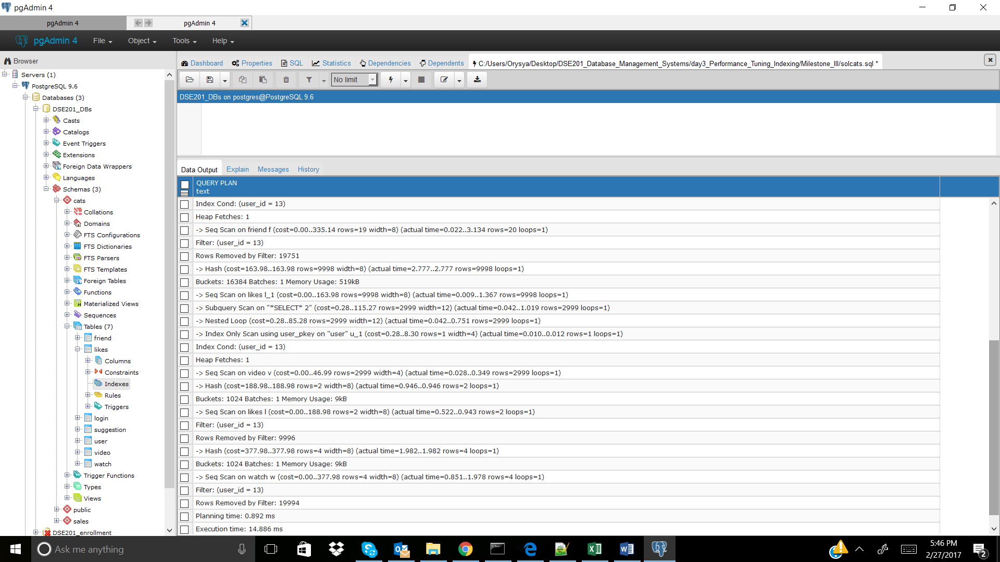 pgAdmin 4
pgAdmin 4
pgAdmin 4
pgAdmin 4
File
Object
Tools
Help
Browser
Dashboard
Properties
SQL
Statistics
Dependencies
Dependents
C:/Users/Orysya/Desktop/DSE201_Database_Management_Systems/day3_Performance_Tuning_Indexing/Milestone_III/solcats.sql *
No limit
DSE201_DBs on postgres@PostgreSQL 9.6
Servers (1)
PostgreSQL 9.6
Databases (3)
DSE201_DBs
Casts
Catalogs
Event Triggers
Extensions
Foreign Data Wrappers
Languages
Schemas (3)
cats
Collations
Domains
FTS Configurations
FTS Dictionaries
FTS Parsers
FTS Templates
Foreign Tables
Functions
Materialized Views
Sequences
Tables (7)
friend
likes
Columns
Constraints
Indexes
Rules
Triggers
login
suggestion
user
video
watch
Trigger Functions
Types
Views
public
sales
DSE201_enrollment
Data Output
Explain
Messages
History
QUERY PLAN
text
Index Cond: (user_id = 13)
Heap Fetches: 1
-> Seq Scan on friend f (cost=0.00..335.14 rows=19 width=8) (actual time=0.022..3.134 rows=20 loops=1)
Filter: (user_id = 13)
Rows Removed by Filter: 19751
-> Hash (cost=163.98..163.98 rows=9998 width=8) (actual time=2.777..2.777 rows=9998 loops=1)
Buckets: 16384 Batches: 1 Memory Usage: 519kB
-> Seq Scan on likes l_1 (cost=0.00..163.98 rows=9998 width=8) (actual time=0.009..1.367 rows=9998 loops=1)
-> Subquery Scan on "*SELECT* 2" (cost=0.28..115.27 rows=2999 width=12) (actual time=0.042..1.019 rows=2999 loops=1)
-> Nested Loop (cost=0.28..85.28 rows=2999 width=12) (actual time=0.042..0.751 rows=2999 loops=1)
-> Index Only Scan using user_pkey on "user" u_1 (cost=0.28..8.30 rows=1 width=4) (actual time=0.010..0.012 rows=1 loops=1)
Index Cond: (user_id = 13)
Heap Fetches: 1
-> Seq Scan on video v (cost=0.00..46.99 rows=2999 width=4) (actual time=0.028..0.349 rows=2999 loops=1)
-> Hash (cost=188.98..188.98 rows=2 width=8) (actual time=0.946..0.946 rows=2 loops=1)
Buckets: 1024 Batches: 1 Memory Usage: 9kB
-> Seq Scan on likes l (cost=0.00..188.98 rows=2 width=8) (actual time=0.522..0.943 rows=2 loops=1)
Filter: (user_id = 13)
Rows Removed by Filter: 9996
-> Hash (cost=377.98..377.98 rows=4 width=8) (actual time=1.982..1.982 rows=4 loops=1)
Buckets: 1024 Batches: 1 Memory Usage: 9kB
-> Seq Scan on watch w (cost=0.00..377.98 rows=4 width=8) (actual time=0.851..1.978 rows=4 loops=1)
Filter: (user_id = 13)
Rows Removed by Filter: 19994
Planning time: 0.892 ms
Execution time: 14.886 ms
Ask me anything
5:46 PM
2/27/2017
2